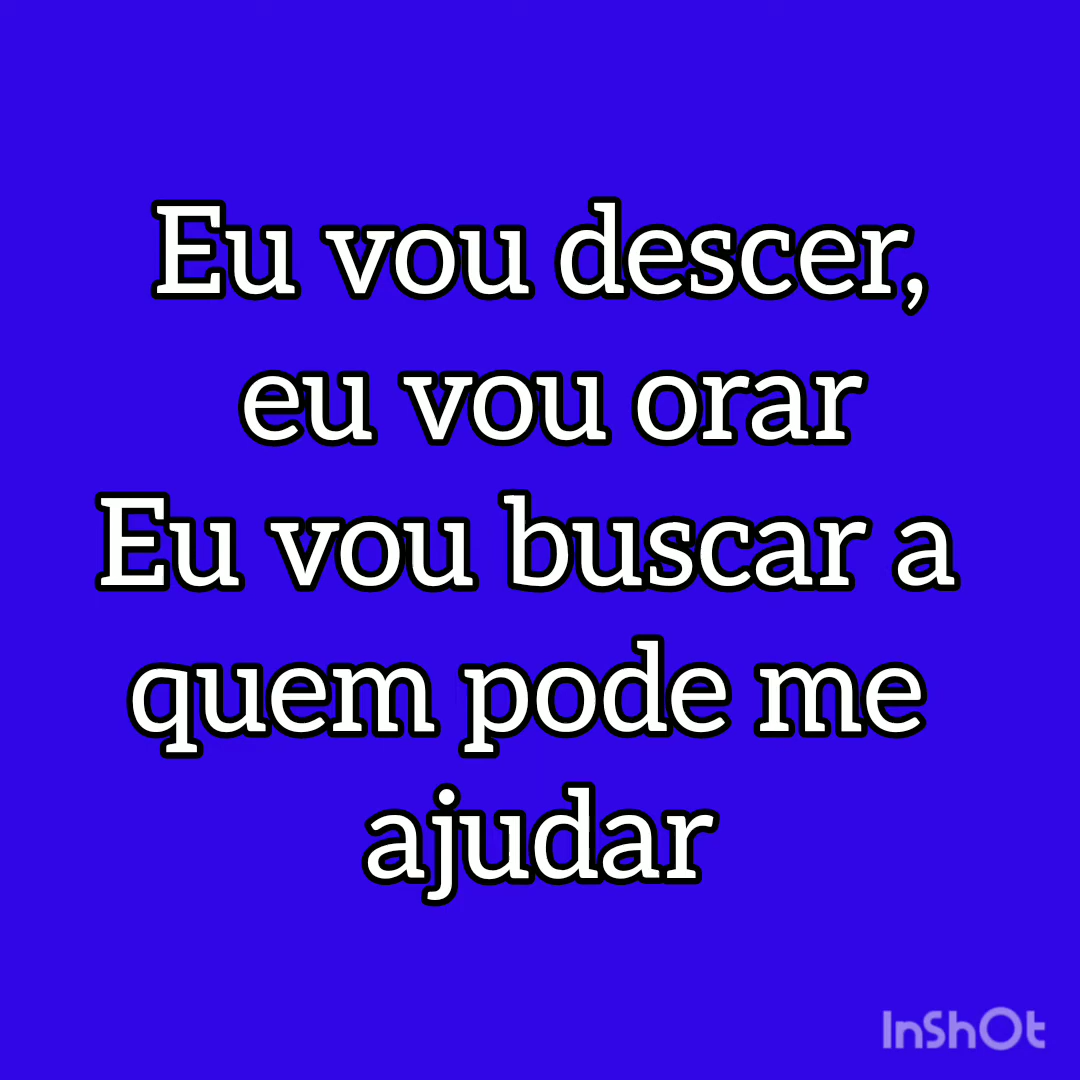 Eu vou descer,
eu vou orar
Eu vou buscar a
quem pode me
ajudar
InShOt